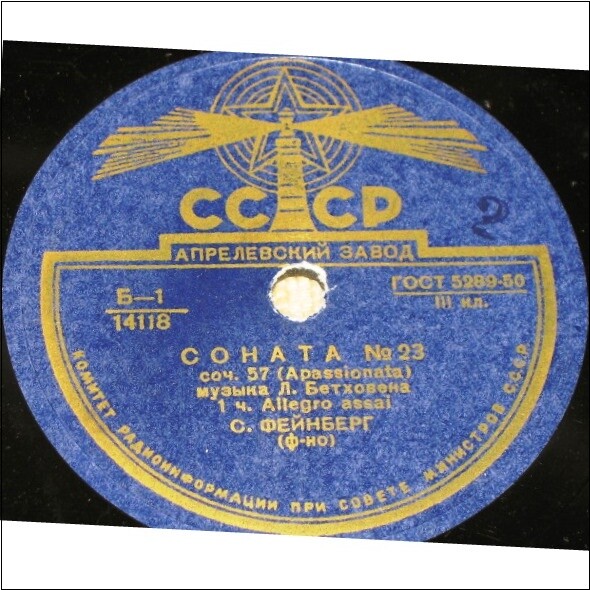 СССР
АПРЕЛЕВСКИЙ ЗАВОД
2
Б—1
14118
ГОСТ 5289-50
III кл.
СОНАТА №23
соч. 57 (Apassionata)
музыка Л. Бетховена
1 ч. Allegro assai
С. ФЕЙНБЕРГ
(ф-но)
КОМИТЕТ РАДИОИНФОРМАЦИИ ПРИ СОВЕТЕ МИНИСТРОВ СССР